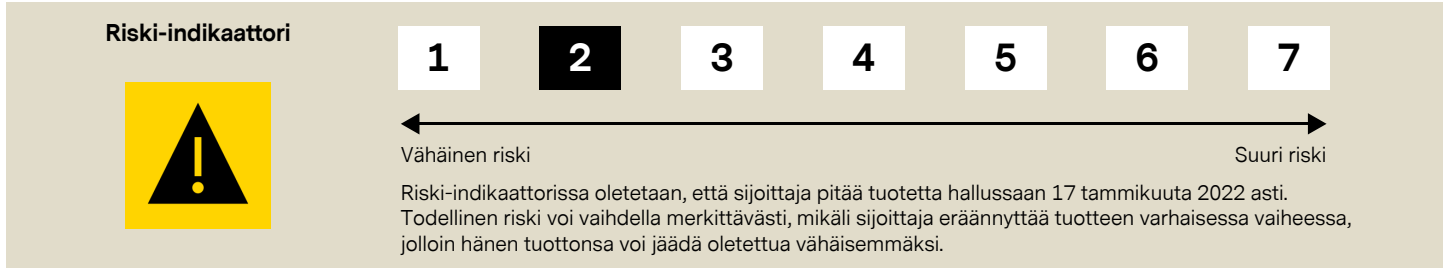 Riski-indikaattori
1 2 3 4 5 6 7
Vähäinen riski Suuri riski
Riski-indikaattorissa oletetaan, että sijoittaja pitää tuotetta hallussaan 17 tammikuuta 2022 asti.
Todellinen riski voi vaihdella merkittävästi, mikäli sijoittaja eräännyttää tuotteen varhaisessa vaiheessa,
jolloin hänen tuottonsa voi jäädä oletettua vähäisemmäksi.